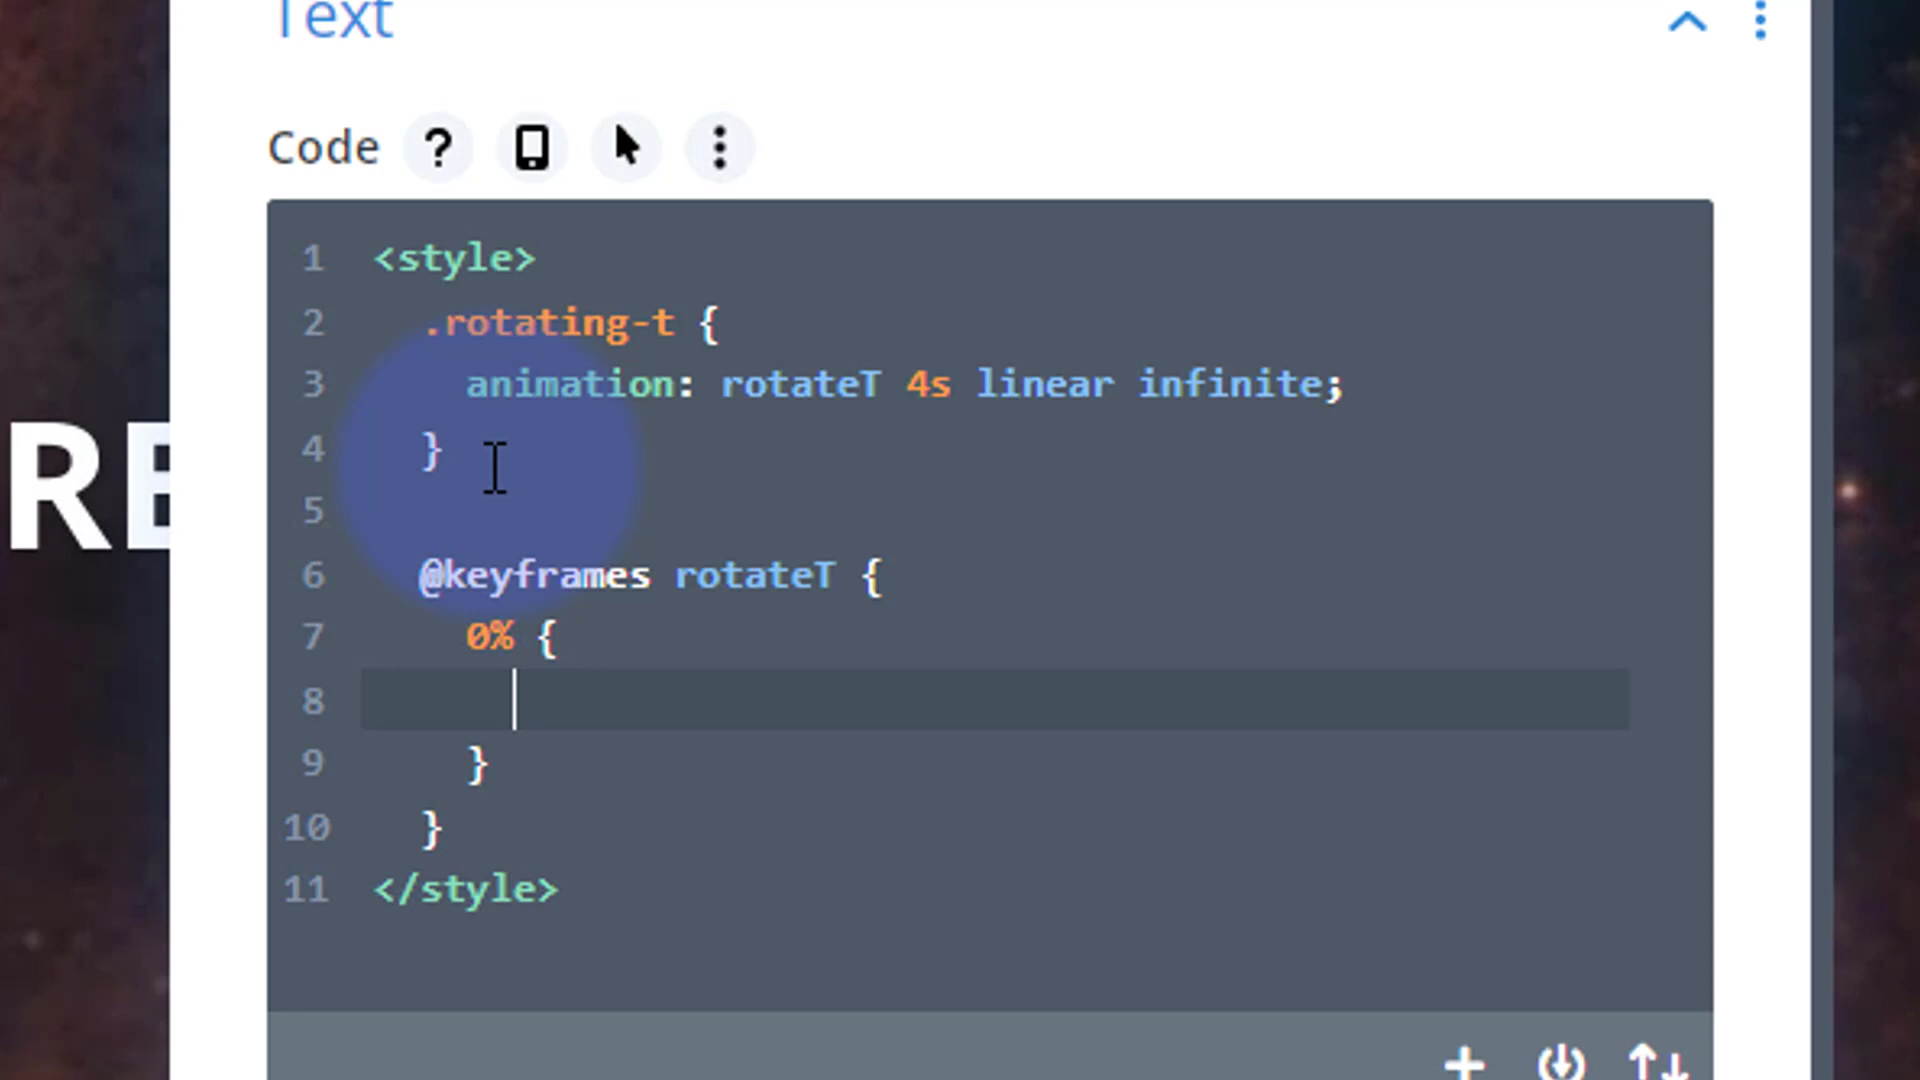 Text
Code ?
1 <style>
2 .rotating-t {
3 animation: rotateT 4s linear infinite;
4 }
5
6 @keyframes rotateT {
7 0% {
8
9 }
10 }
11 </style>
RE